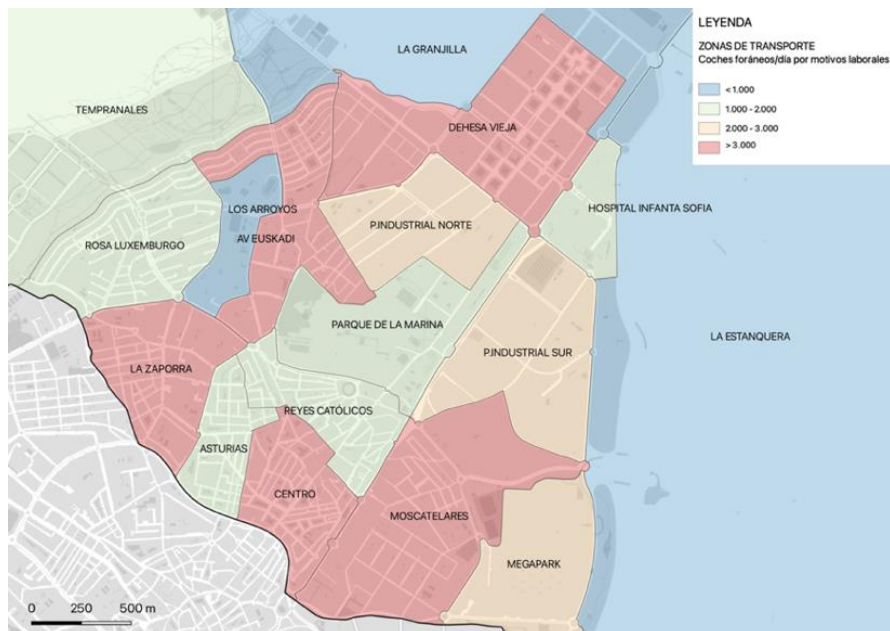 LEYENDA
ZONAS DE TRANSPORTE
Coches foráneos/día por motivos laborales
< 1.000
1.000 - 2.000
2.000 - 3.000
> 3.000
LA GRANJILLA
TEMPRANALES
DEHESA VIEJA
LOS ARROYOS
HOSPITAL INFANTA SOFIA
P.INDUSTRIAL NORTE
ROSA LUXEMBURGO
AV EUSKADI
PARQUE DE LA MARINA
LA ESTANQUERA
P.INDUSTRIAL SUR
LA ZAPORRA
REYES CATÓLICOS
ASTURIAS
CENTRO
MOSCATELARES
MEGAPARK
0 250 500 m